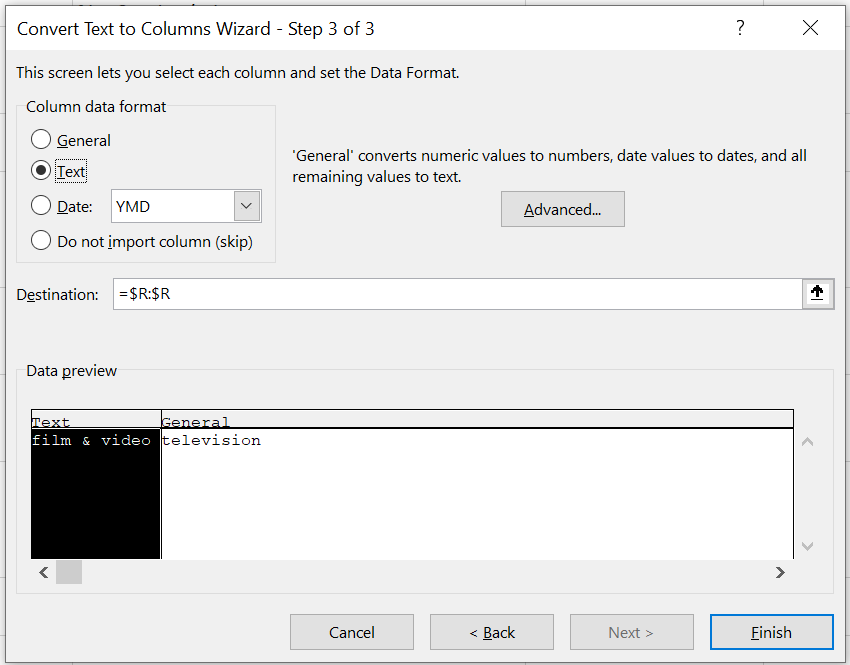 Convert Text to Columns Wizard - Step 3 of 3
?
This screen lets you select each column and set the Data Format.
Column data format
General
Text
Date: YMD
Do not import column (skip)
'General' converts numeric values to numbers, date values to dates, and all
remaining values to text.
Advanced...
Destination: =$R:$R
Data preview
Text General
film & video television
Cancel < Back Next > Finish